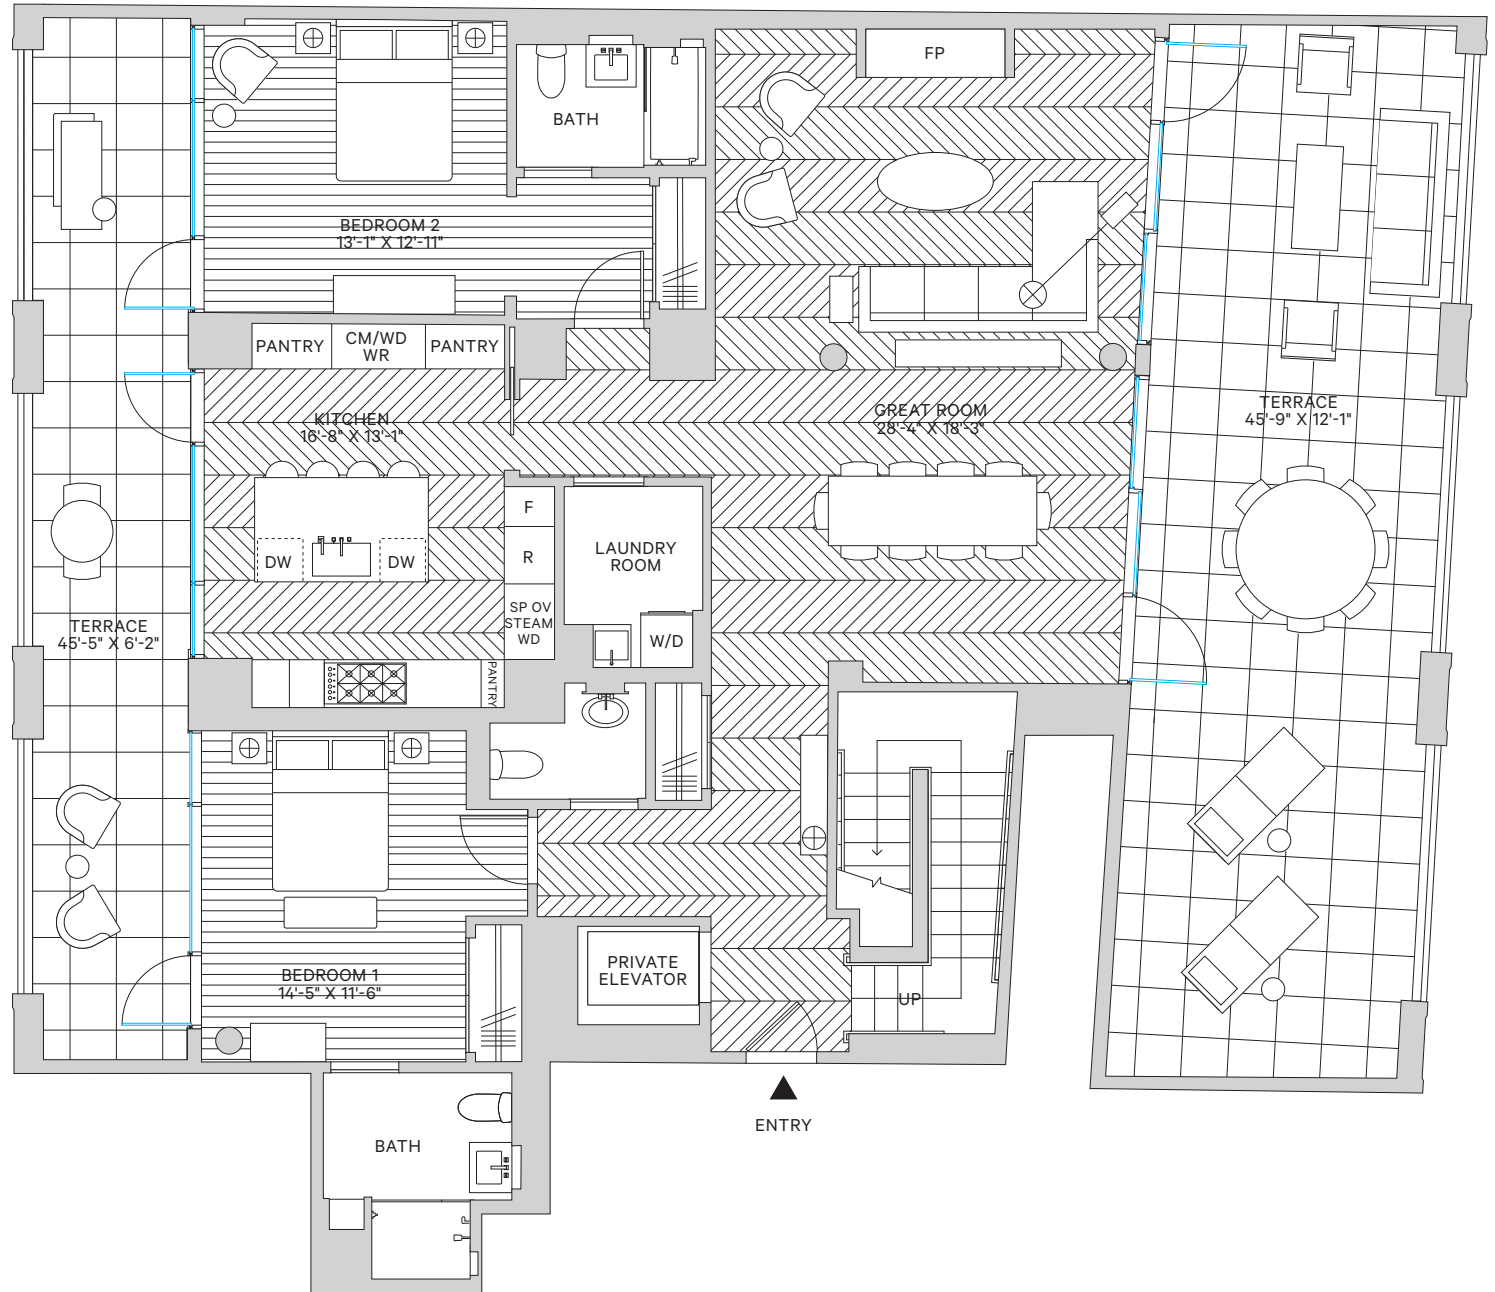 FP
BATH
BEDROOM 2
13'-1" X 12'-11"
PANTRY
CM/WD
WR
PANTRY
KITCHEN
16'-8" X 13'-1"
GREAT ROOM
28'-4" X 18'-3"
TERRACE
45'-9" X 12'-1"
F
R
DW
DW
LAUNDRY
ROOM
SP OV
STEAM
WD
W/D
TERRACE
45'-5" X 6'-2"
PANTRY
BEDROOM 1
14'-5" X 11'-6"
PRIVATE
ELEVATOR
UP
ENTRY
BATH